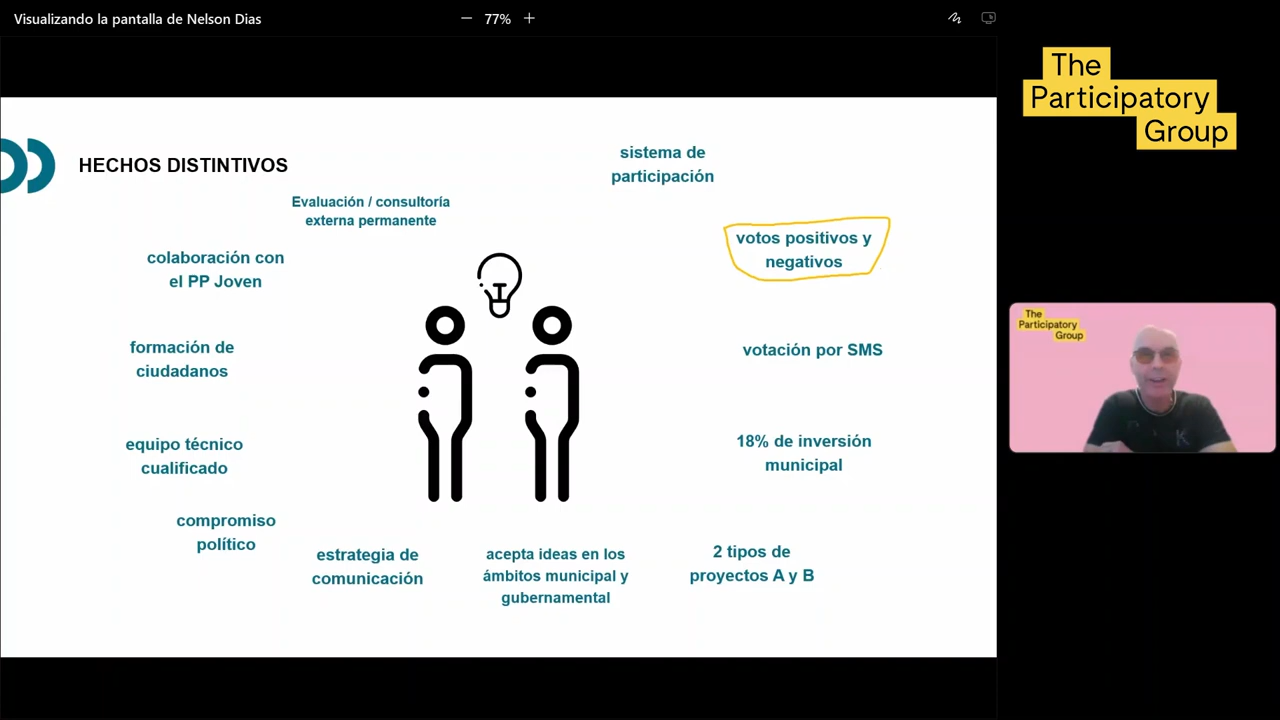 Visualizando la pantalla de Nelson Dias
77%
The
Participatory
Group
HECHOS DISTINTIVOS
sistema de
participación
Evaluación / consultoría
externa permanente
votos positivos y
negativos
colaboración con
el PP Joven
formación de
ciudadanos
votación por SMS
equipo técnico
cualificado
18% de inversión
municipal
compromiso
político
estrategia de
comunicación
acepta ideas en los
ámbitos municipal y
gubernamental
2 tipos de
proyectos A y B
The
Participatory
Group